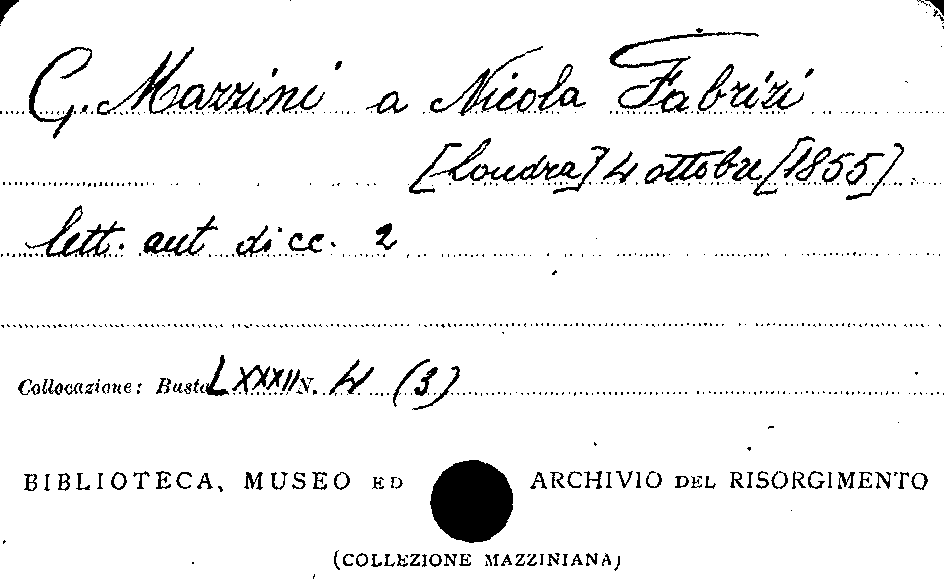 G. Mazzini a Nicola Fabrizi
[Londra] 4 ottobre [1855]
lett. aut di cc. 2
Collocazione: Busta LXXXII N. 4 (3)
BIBLIOTECA, MUSEO ED ARCHIVIO DEL RISORGIMENTO
(COLLEZIONE MAZZINIANA)